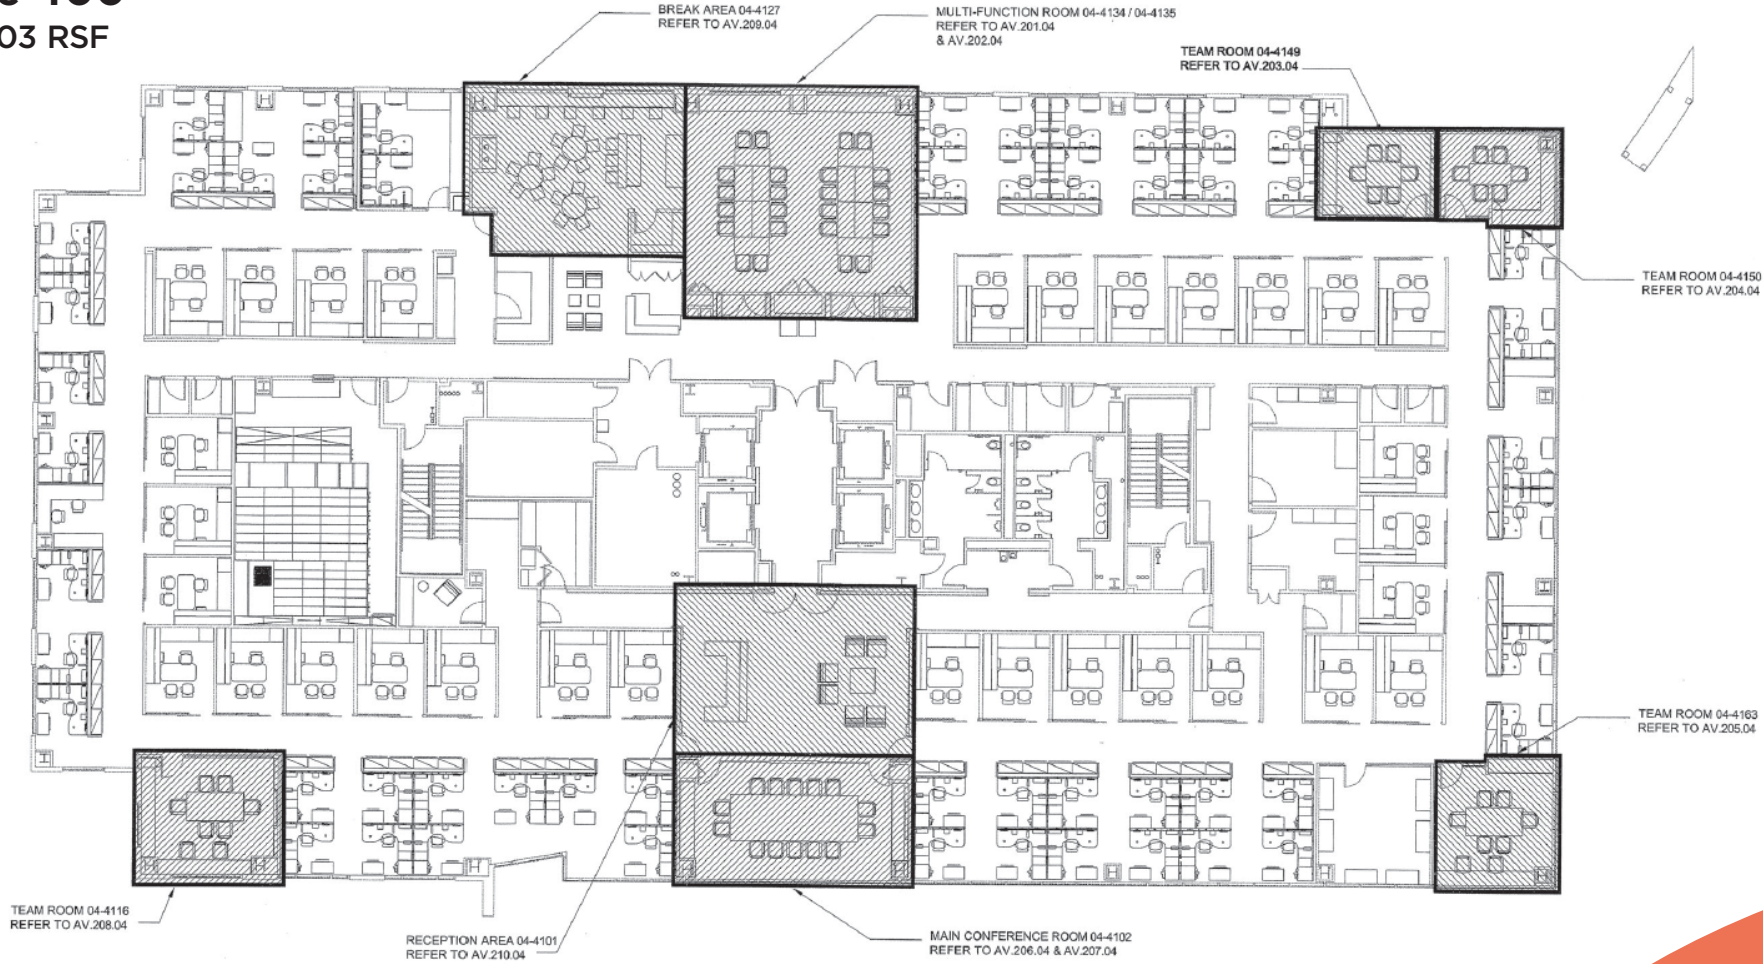 03 RSF
BREAK AREA 04-4127
REFER TO AV.209.04
MULTI-FUNCTION ROOM 04-4134 / 04-4135
REFER TO AV.201.04
& AV.202.04
TEAM ROOM 04-4149
REFER TO AV.203.04
TEAM ROOM 04-4150
REFER TO AV.204.04
TEAM ROOM 04-4163
REFER TO AV.205.04
TEAM ROOM 04-4116
REFER TO AV.208.04
RECEPTION AREA 04-4101
REFER TO AV.210.04
MAIN CONFERENCE ROOM 04-4102
REFER TO AV.206.04 & AV.207.04